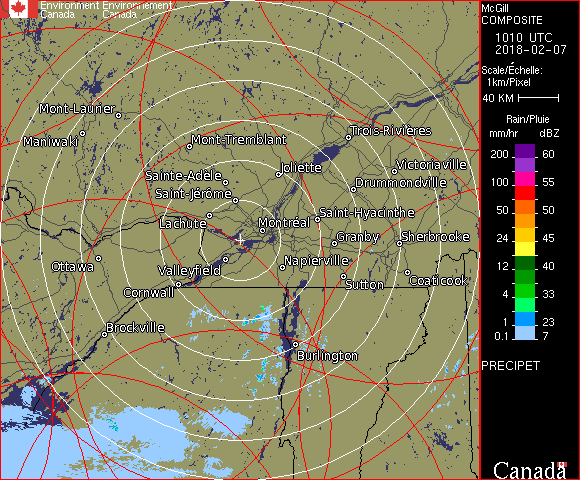 Environment Environnement
Canada Canada
McGill
COMPOSITE
1010 UTC
2018-02-07
Scale/Échelle:
1km/Pixel
40 KM
Rain/Pluie
mm/hr dBZ
200 60
150 55
100 55
50 50
24 45
12 40
4 33
1 23
0.1 7
PRECIPET
Canada
Mont-Laurier
Trois-Rivières
Maniwaki
Mont-Tremblant
Victoriaville
Joliette
Sainte-Adèle
Drummondville
Saint-Jérôme
Saint-Hyacinthe
Lachute
Montréal
Granby
Sherbrooke
Ottawa
Valleyfield
Napierville
Coaticook
Cornwall
Sutton
Brockville
Burlington